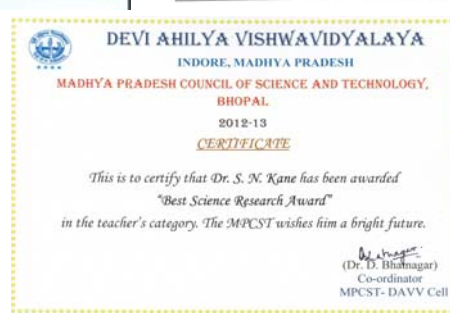 DEVI AHILYA VISHWAVIDYALAYA
INDORE, MADHYA PRADESH
MADHYA PRADESH COUNCIL OF SCIENCE AND TECHNOLOGY,
BHOPAL
2012-13
CERTIFICATE
This is to certify that Dr. S. N. Kane has been awarded
"Best Science Research Award"
in the teacher's category. The MPCST wishes him a bright future.
(Dr. D. Bhatnagar)
Co-ordinator
MPCST- DAVV Cell